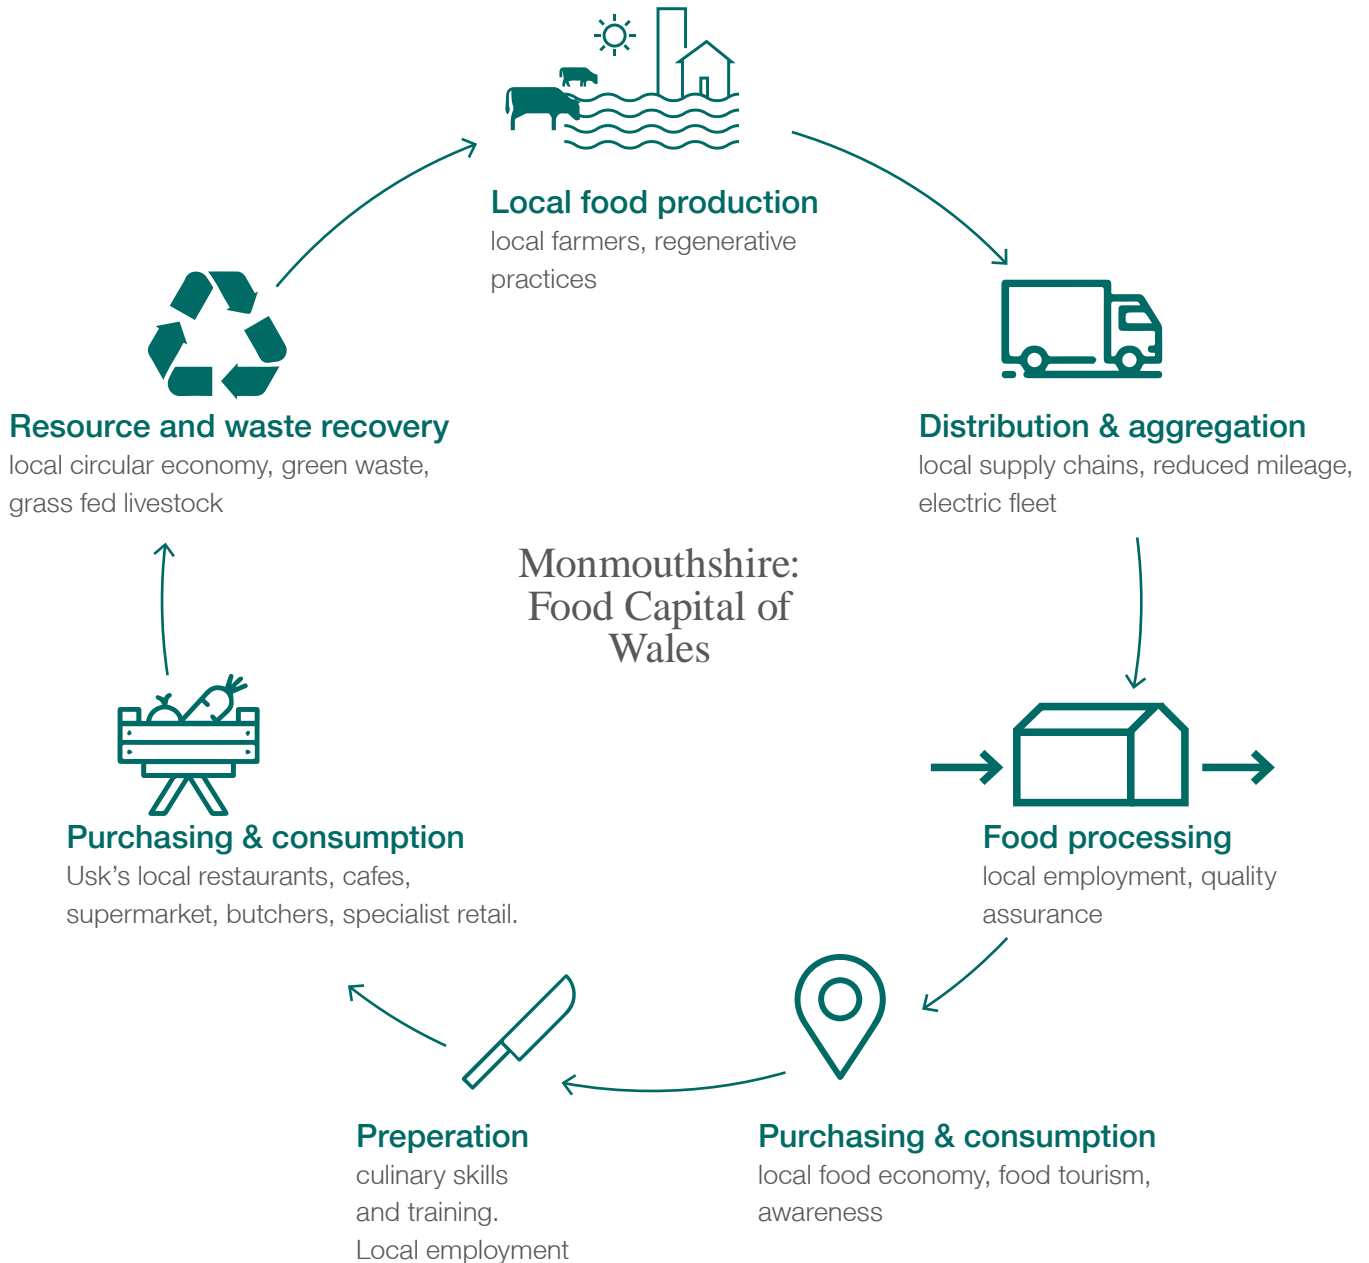 Local food production
local farmers, regenerative
practices
Resource and waste recovery
local circular economy, green waste,
grass fed livestock
Distribution & aggregation
local supply chains, reduced mileage,
electric fleet
Monmouthshire:
Food Capital of
Wales
Purchasing & consumption
Usk’s local restaurants, cafes,
supermarket, butchers, specialist retail.
Food processing
local employment, quality
assurance
Preperation
culinary skills
and training.
Local employment
Purchasing & consumption
local food economy, food tourism,
awareness